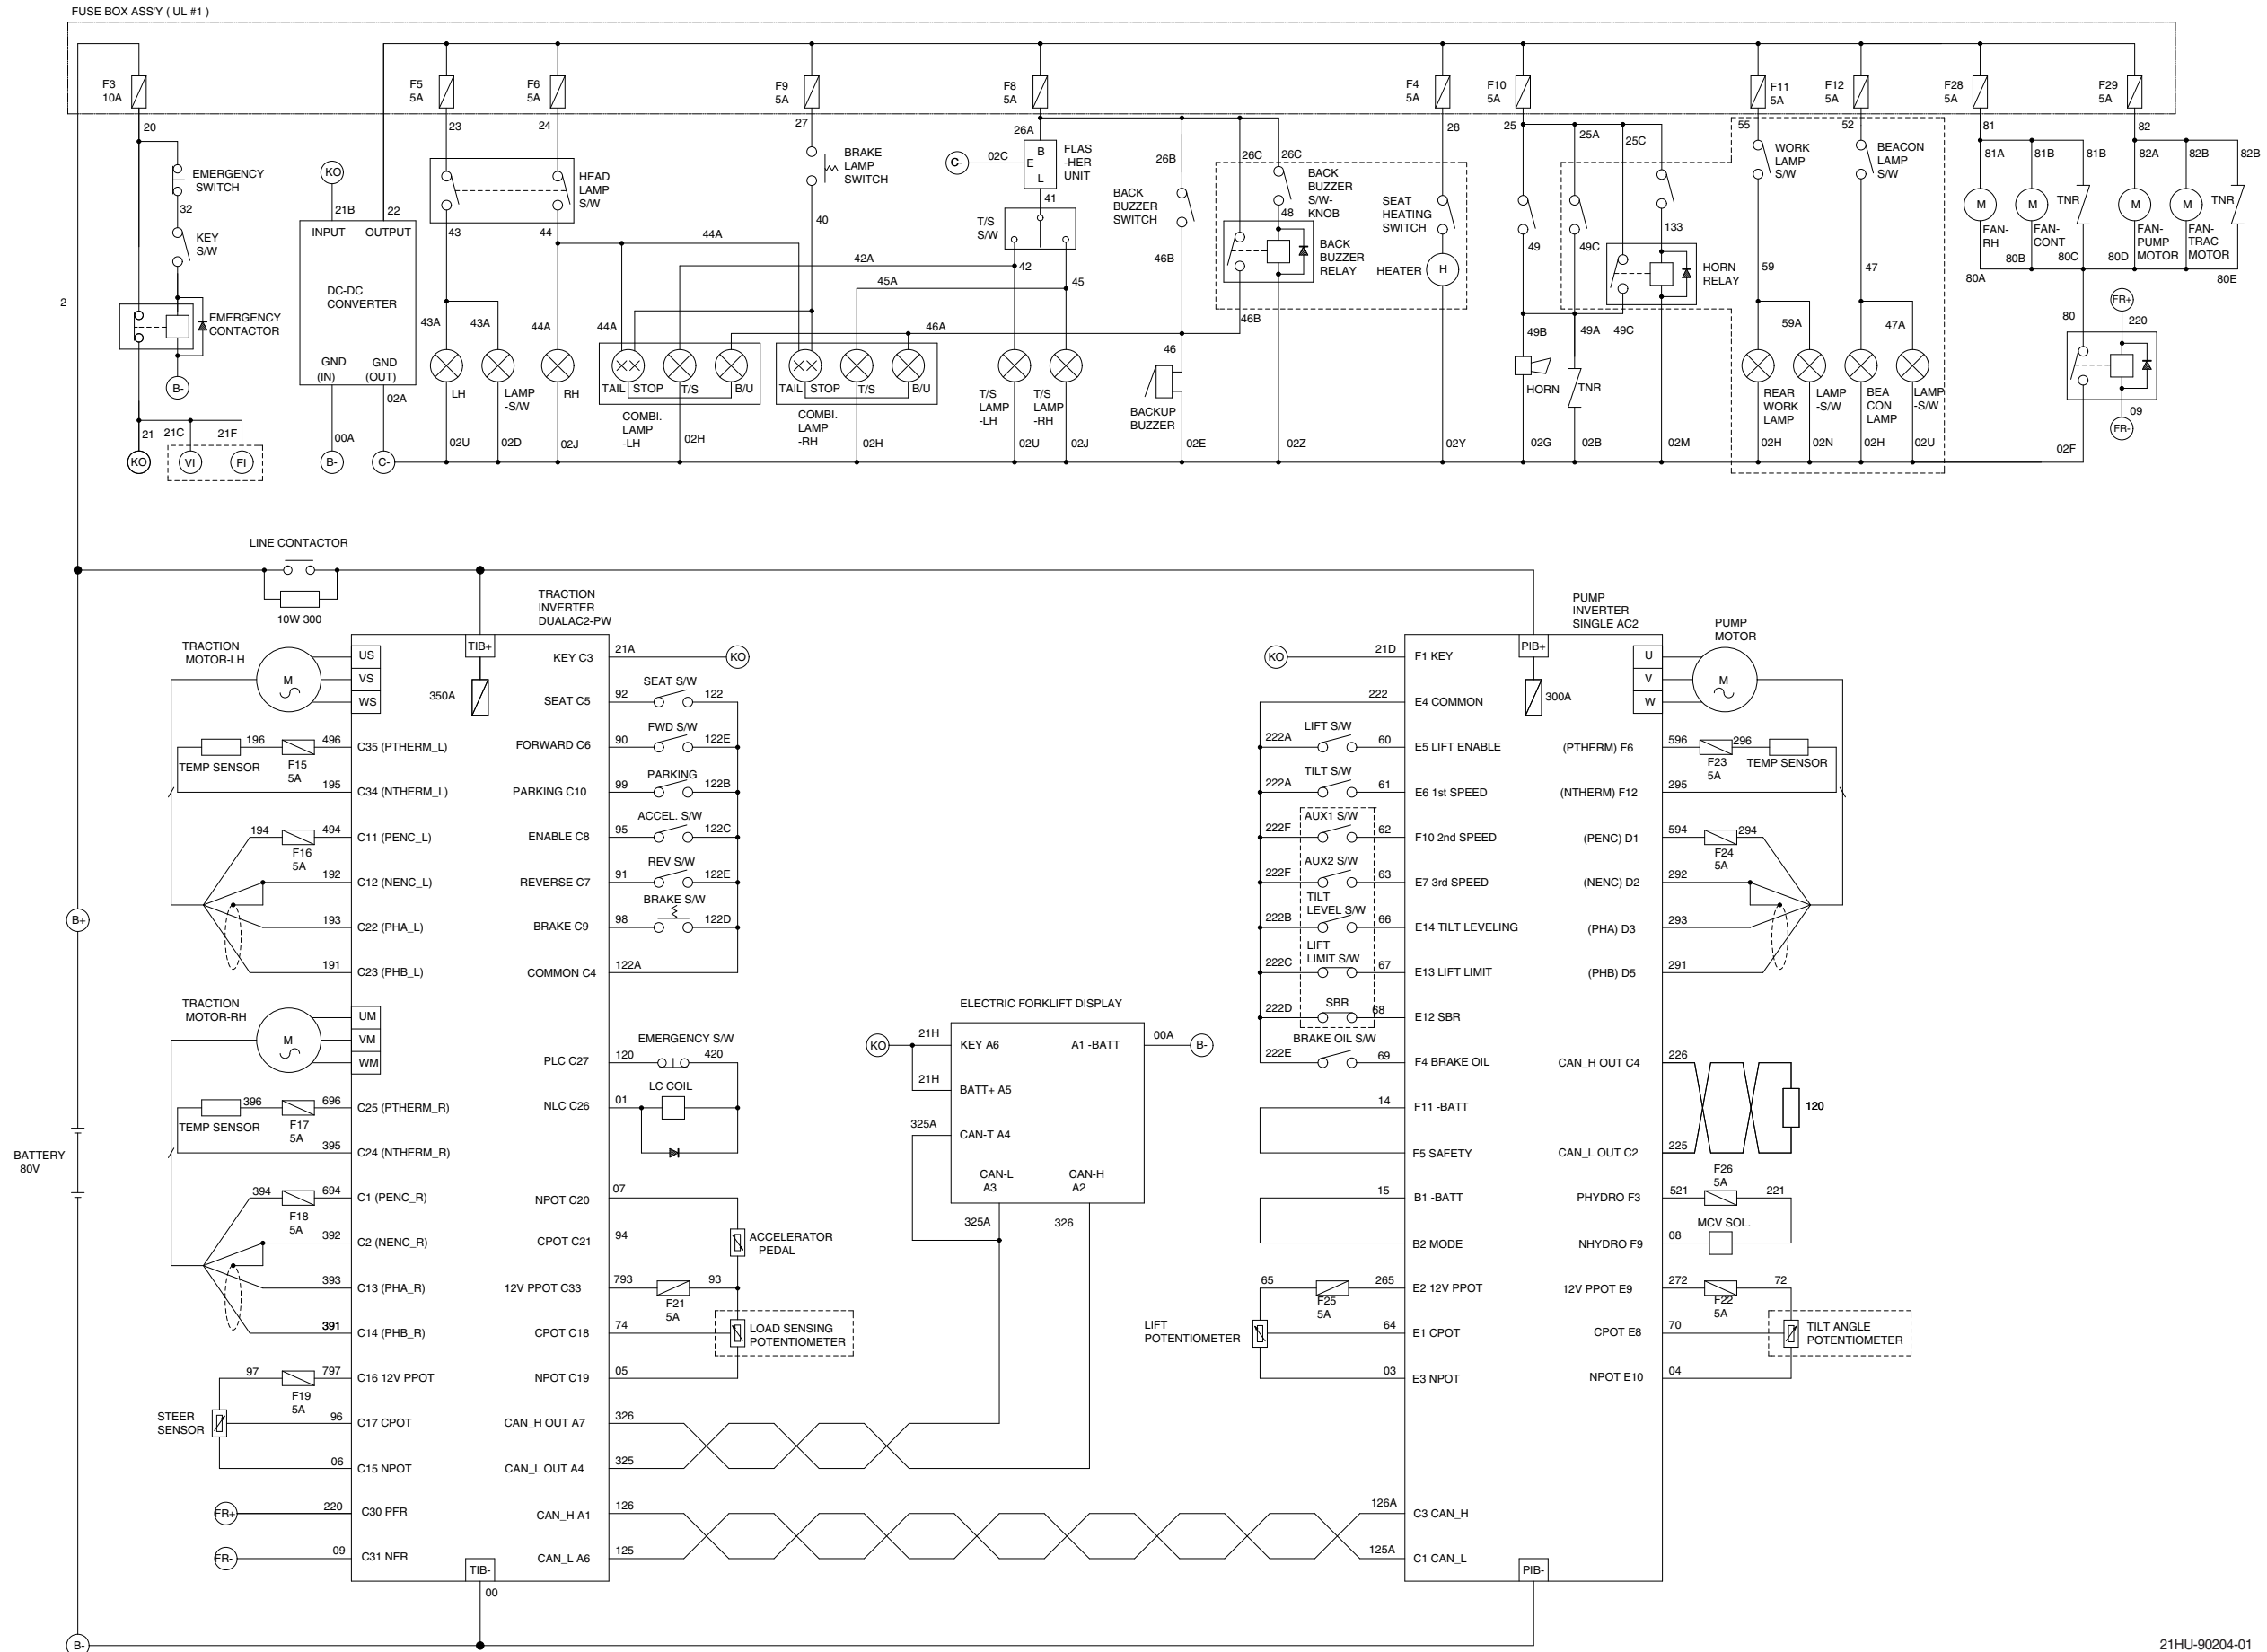 FUSE BOX ASS'Y ( UL #1 )
F3
10A
F5
5A
F6
5A
F9
5A
F8
5A
F4
5A
F10
5A
F11
5A
F12
5A
F28
5A
F29
5A
20
23
24
27
26A
28
25
55
52
81
82
EMERGENCY
SWITCH
32
KEY
S/W
EMERGENCY
CONTACTOR
B-
21
21C
21F
KO
VI
FI
2
KO
21B
22
INPUT
OUTPUT
DC-DC
CONVERTER
GND
(IN)
GND
(OUT)
00A
02A
B-
C-
HEAD
LAMP
S/W
43
44
43A
43A
44A
LH
LAMP
-S/W
RH
02U
02D
02J
BRAKE
LAMP
SWITCH
40
44A
42A
45A
44A
46A
TAIL
STOP
T/S
B/U
COMBI.
LAMP
-LH
02H
TAIL
STOP
T/S
B/U
COMBI.
LAMP
-RH
02H
C-
02C
B
E
L
FLAS
-HER
UNIT
41
T/S
S/W
42
45
T/S
LAMP
-LH
T/S
LAMP
-RH
02U
02J
26B
BACK
BUZZER
SWITCH
46B
46
BACKUP
BUZZER
02E
26C
26C
BACK
BUZZER
S/W-
KNOB
48
BACK
BUZZER
RELAY
46B
02Z
SEAT
HEATING
SWITCH
HEATER
H
02Y
25A
25C
49
49C
133
HORN
RELAY
49B
49A
49C
HORN
TNR
02G
02B
02M
WORK
LAMP
S/W
BEACON
LAMP
S/W
59
47
59A
47A
REAR
WORK
LAMP
LAMP
-S/W
BEA
CON
LAMP
LAMP
-S/W
02H
02N
02H
02U
81A
81B
81B
82A
82B
82B
M
M
TNR
M
M
TNR
FAN-
RH
FAN-
CONT
FAN-
PUMP
MOTOR
FAN-
TRAC
MOTOR
80A
80B
80C
80D
80E
80
FR+
220
09
FR-
02F
LINE CONTACTOR
10W 300
TRACTION
INVERTER
DUALAC2-PW
PUMP
INVERTER
SINGLE AC2
PUMP
MOTOR
TRACTION
MOTOR-LH
M
US
VS
WS
TIB+
350A
196
496
TEMP SENSOR
F15
5A
C35 (PTHERM_L)
195
C34 (NTHERM_L)
194
494
F16
5A
C11 (PENC_L)
192
C12 (NENC_L)
193
C22 (PHA_L)
191
C23 (PHB_L)
TRACTION
MOTOR-RH
M
UM
VM
WM
396
696
TEMP SENSOR
F17
5A
C25 (PTHERM_R)
395
C24 (NTHERM_R)
394
694
F18
5A
C1 (PENC_R)
392
C2 (NENC_R)
393
C13 (PHA_R)
391
C14 (PHB_R)
97
797
F19
5A
C16 12V PPOT
STEER
SENSOR
96
C17 CPOT
06
C15 NPOT
FR+
220
C30 PFR
FR-
09
C31 NFR
TIB-
00
B+
BATTERY
80V
B-
KEY C3
21A
KO
SEAT C5
92
SEAT S/W
122
FORWARD C6
90
FWD S/W
122E
PARKING C10
99
PARKING
122B
ENABLE C8
95
ACCEL. S/W
122C
REVERSE C7
91
REV S/W
122E
BRAKE C9
98
BRAKE S/W
122D
COMMON C4
122A
PLC C27
120
EMERGENCY S/W
420
NLC C26
01
LC COIL
NPOT C20
07
CPOT C21
94
ACCELERATOR
PEDAL
12V PPOT C33
793
93
F21
5A
CPOT C18
74
LOAD SENSING
POTENTIOMETER
NPOT C19
05
CAN_H OUT A7
326
CAN_L OUT A4
325
CAN_H A1
126
CAN_L A6
125
ELECTRIC FORKLIFT DISPLAY
KO
21H
KEY A6
A1 -BATT
00A
B-
21H
BATT+ A5
325A
CAN-T A4
CAN-L
A3
CAN-H
A2
325A
326
KO
21D
F1 KEY
PIB+
300A
222
E4 COMMON
222A
LIFT S/W
60
E5 LIFT ENABLE
222A
TILT S/W
61
E6 1st SPEED
222F
AUX1 S/W
62
F10 2nd SPEED
222F
AUX2 S/W
63
E7 3rd SPEED
222B
TILT
LEVEL S/W
66
E14 TILT LEVELING
222C
LIFT
LIMIT S/W
67
E13 LIFT LIMIT
222D
SBR
68
E12 SBR
BRAKE OIL S/W
222E
69
F4 BRAKE OIL
14
F11 -BATT
F5 SAFETY
15
B1 -BATT
B2 MODE
65
265
F25
5A
E2 12V PPOT
LIFT
POTENTIOMETER
64
E1 CPOT
03
E3 NPOT
126A
C3 CAN_H
125A
C1 CAN_L
PIB-
U
V
W
M
(PTHERM) F6
596
296
F23
5A
TEMP SENSOR
(NTHERM) F12
295
(PENC) D1
594
294
F24
5A
(NENC) D2
292
(PHA) D3
293
(PHB) D5
291
CAN_H OUT C4
226
120
CAN_L OUT C2
225
F26
5A
PHYDRO F3
521
221
MCV SOL.
NHYDRO F9
08
12V PPOT E9
272
72
F22
5A
CPOT E8
70
TILT ANGLE
POTENTIOMETER
NPOT E10
04
21HU-90204-01